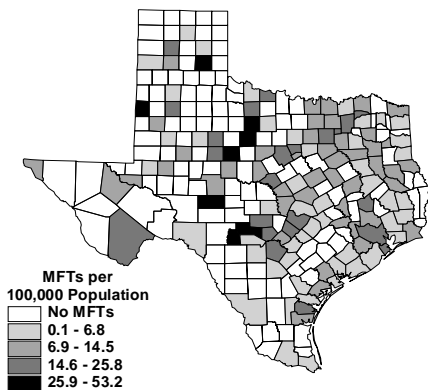 MFTs per
100,000 Population
No MFTs
0.1 - 6.8
6.9 - 14.5
14.6 - 25.8
25.9 - 53.2